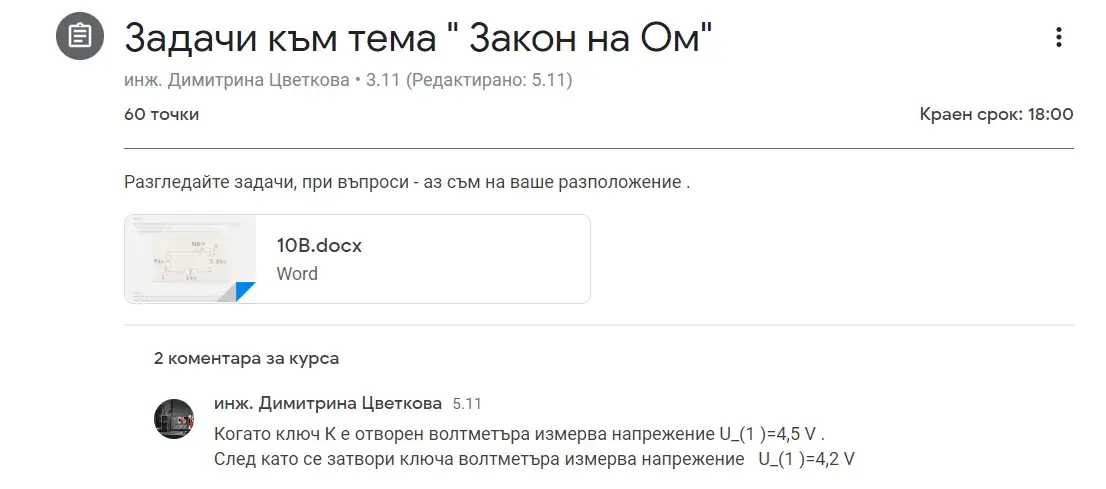 Задачи към тема " Закон на Ом"
инж. Димитрина Цветкова • 3.11 (Редактирано: 5.11)
60 точки
Краен срок: 18:00
Разгледайте задачи, при въпроси - аз съм на ваше разположение .
10В.docx
Word
2 коментара за курса
инж. Димитрина Цветкова 5.11
Когато ключ К е отворен волтметъра измерва напрежение U_(1 )=4,5 V .
След като се затвори ключа волтметъра измерва напрежение U_(1 )=4,2 V